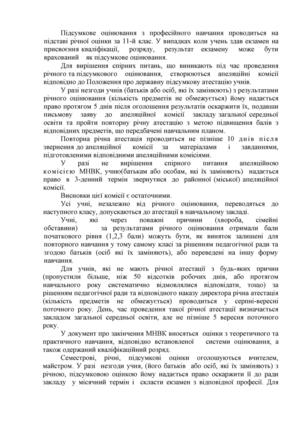 Підсумкове оцінювання з професійного навчання проводиться на
підставі річної оцінки за 11-й клас. У випадках коли учень здав екзамен на
присвоєння кваліфікації, розряду, результат екзамену може бути
врахований як підсумкове оцінювання.
Для вирішення спірних питань, що виникають під час проведення
річного та підсумкового оцінювання, створюються апеляційні комісії
відповідно до Положення про державну підсумкову атестацію учнів.
У разі незгоди учнів (батьків або осіб, які їх замінюють) з результатами
річного оцінювання (кількість предметів не обмежується) йому надається
право протягом 5 днів після оголошення результатів оскаржити їх, подавши
письмову заяву до апеляційної комісії закладу загальної середньої
освіти та пройти повторну річну атестацію з метою підвищення балів з
відповідних предметів, що передбачені навчальним планом.
Повторна річна атестація проводиться не пізніше 10 днів після
звернення до апеляційної комісії за матеріалами і завданнями,
підготовленими відповідними апеляційними комісіями.
В разі не вирішення спірного питання апеляційною
комісією МНВК, учню(батькам або особам, які їх замінюють) надається
право в 3-денний термін звернутися до районної (міської) апеляційної
комісії.
Висновки цієї комісії є остаточними.
Усі учні, незалежно від річного оцінювання, переводяться до
наступного класу, допускаються до атестації в навчальному закладі.
Учні, які через поважні причини (хвороба, сімейні
обставини) за результатами річного оцінювання отримали бали
початкового рівня (1,2,3 бали) можуть бути, як виняток залишені для
повторного навчання у тому самому класі за рішенням педагогічної ради та
згодою батьків (осіб які їх замінюють), або переведені на іншу форму
навчання.
Для учнів, які не мають річної атестації з будь-яких причин
(пропустили більше, ніж 50 відсотків робочих днів, або протягом
навчального року систематично відмовлялися відповідати, тощо) за
рішенням педагогічної ради та відповідного наказу директора річна атестація
(кількість предметів не обмежується) проводиться у серпні-вересні
поточного року. День, час проведення такої річної атестації визначається
закладом загальної середньої освіти, але не пізніше 5 вересня поточного
року.
У документ про закінчення МНВК вносяться оцінки з теоретичного та
практичного навчання, відповідно встановленої системи оцінювання, а
також одержаний кваліфікаційний розряд.
Семестрові, річні, підсумкові оцінки оголошуються вчителем,
майстром. У разі незгоди учня, (його батьків або осіб, які їх замінюють) з
річною, підсумковою оцінкою йому надається право оскаржити її до ради
закладу у місячний термін і скласти екзамен з відповідної професії. Для